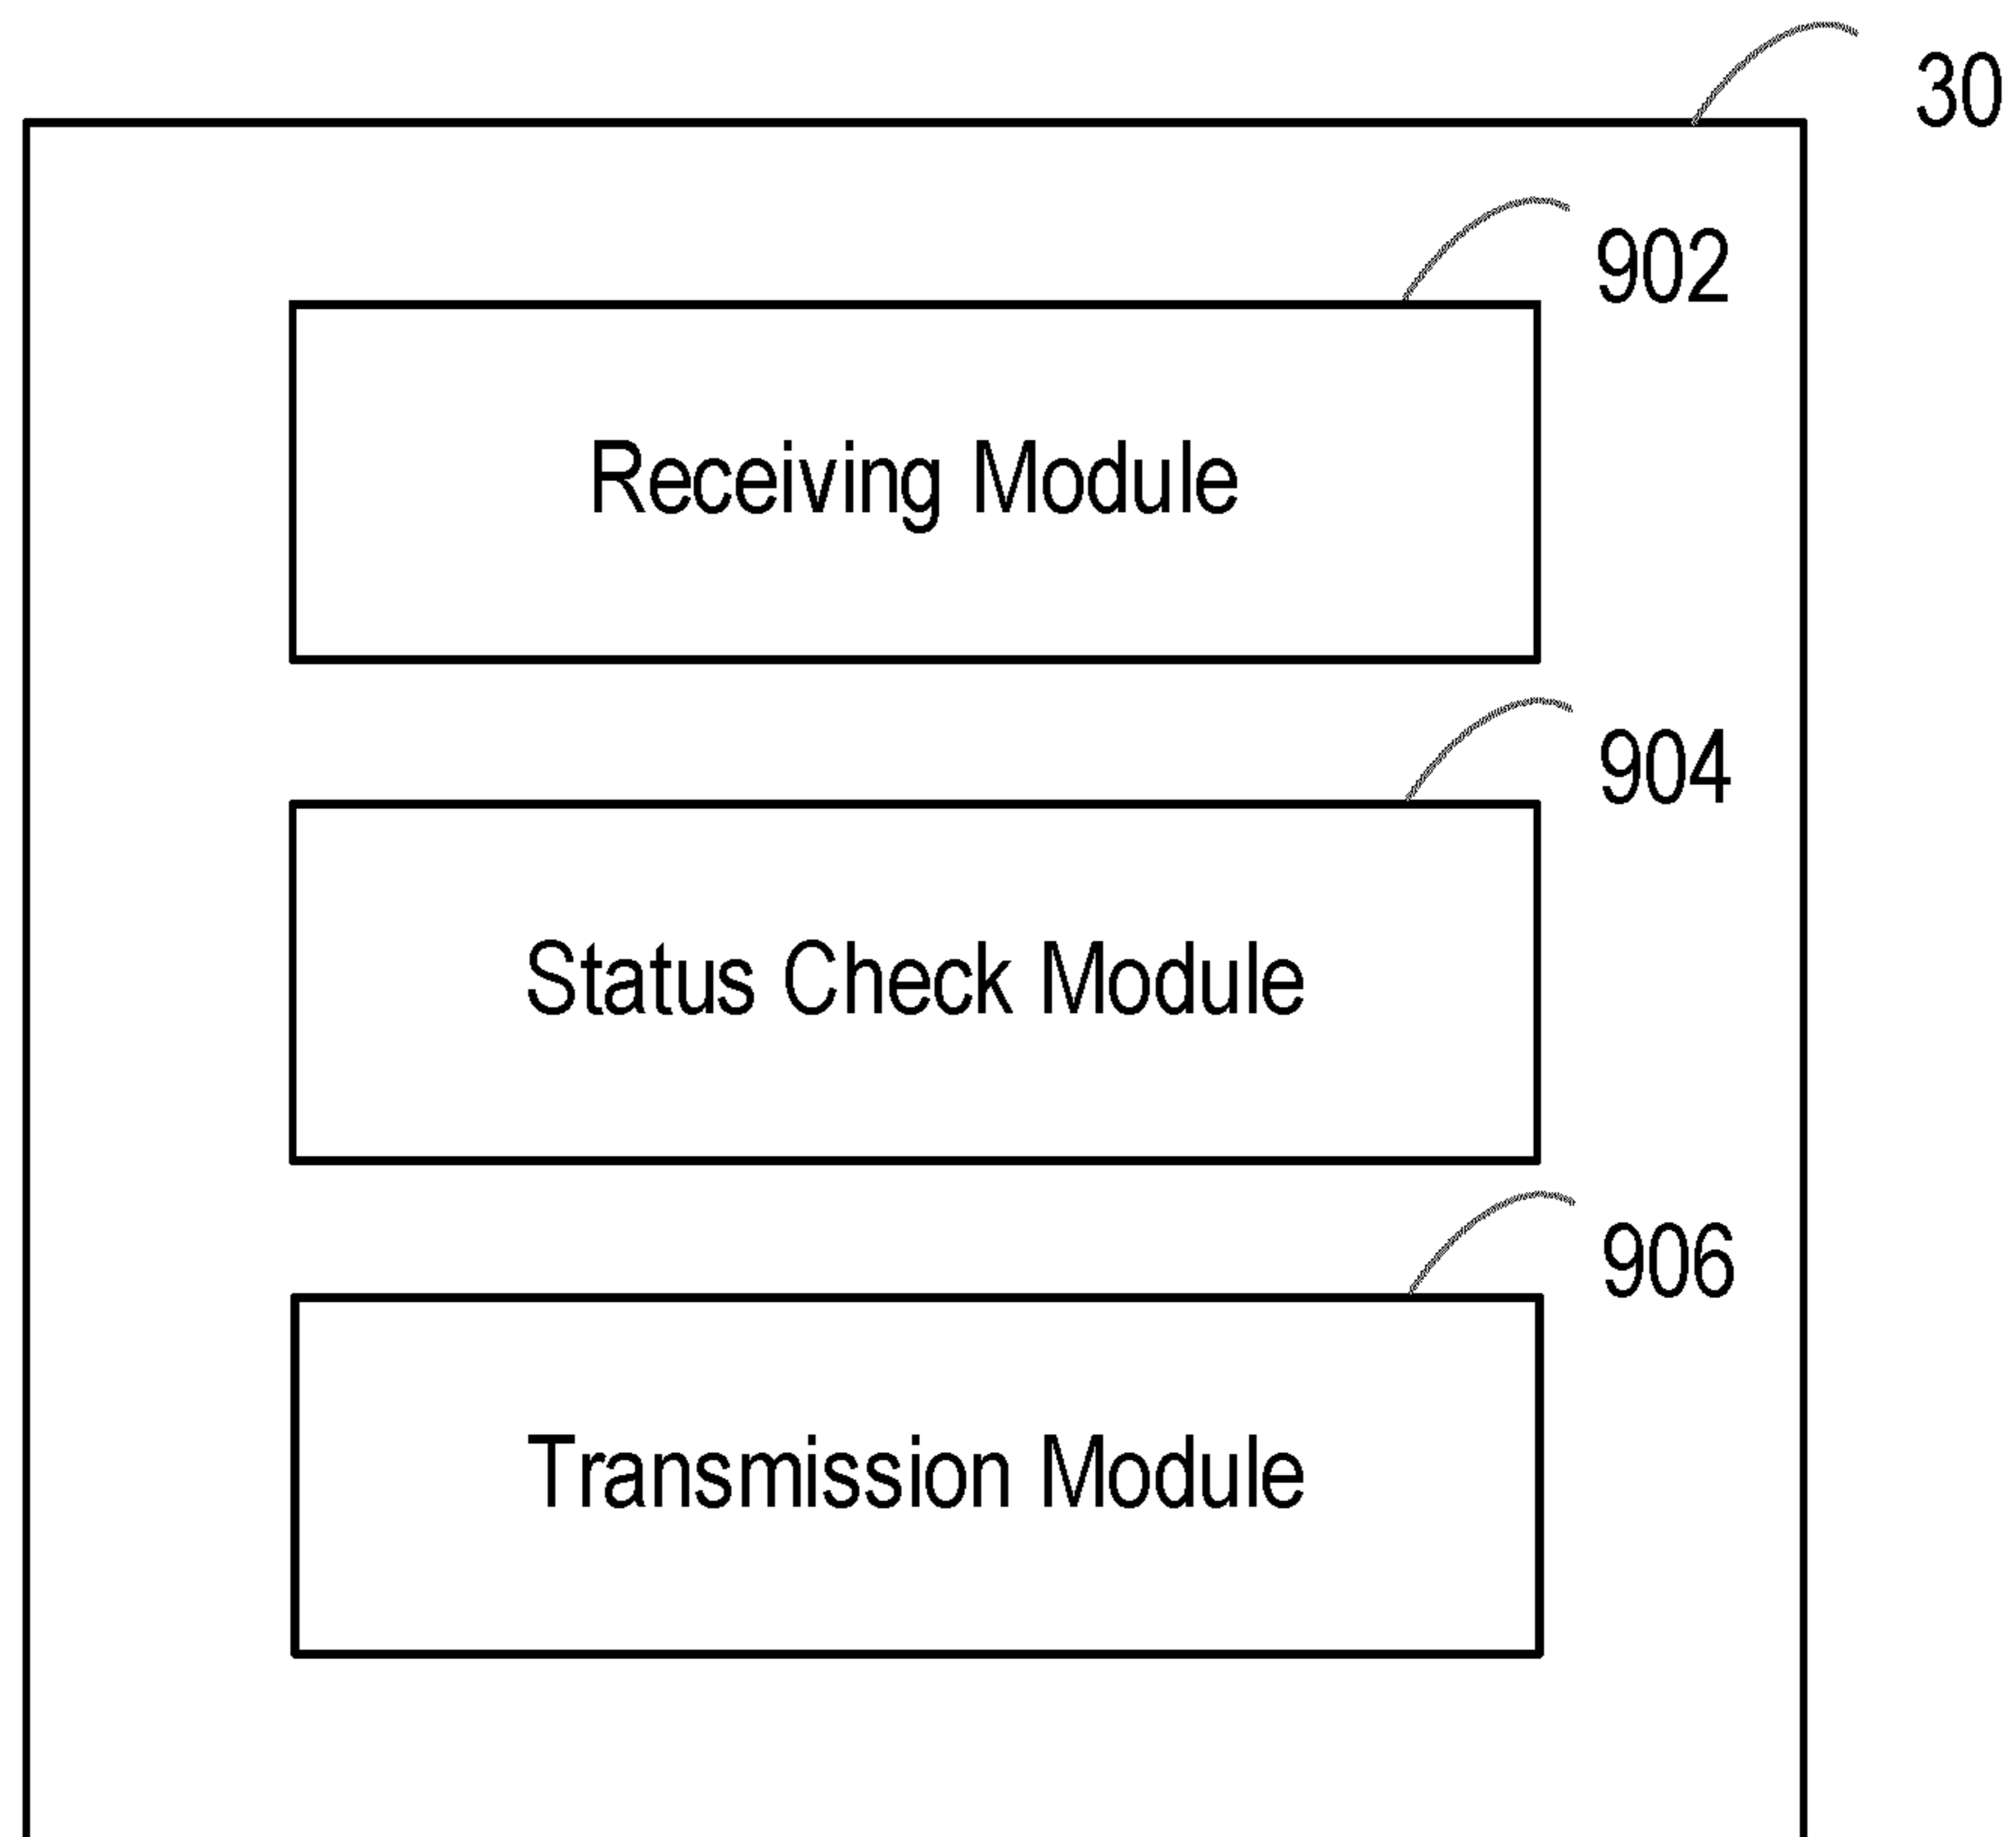 30
902
Receiving Module
904
Status Check Module
906
Transmission Module